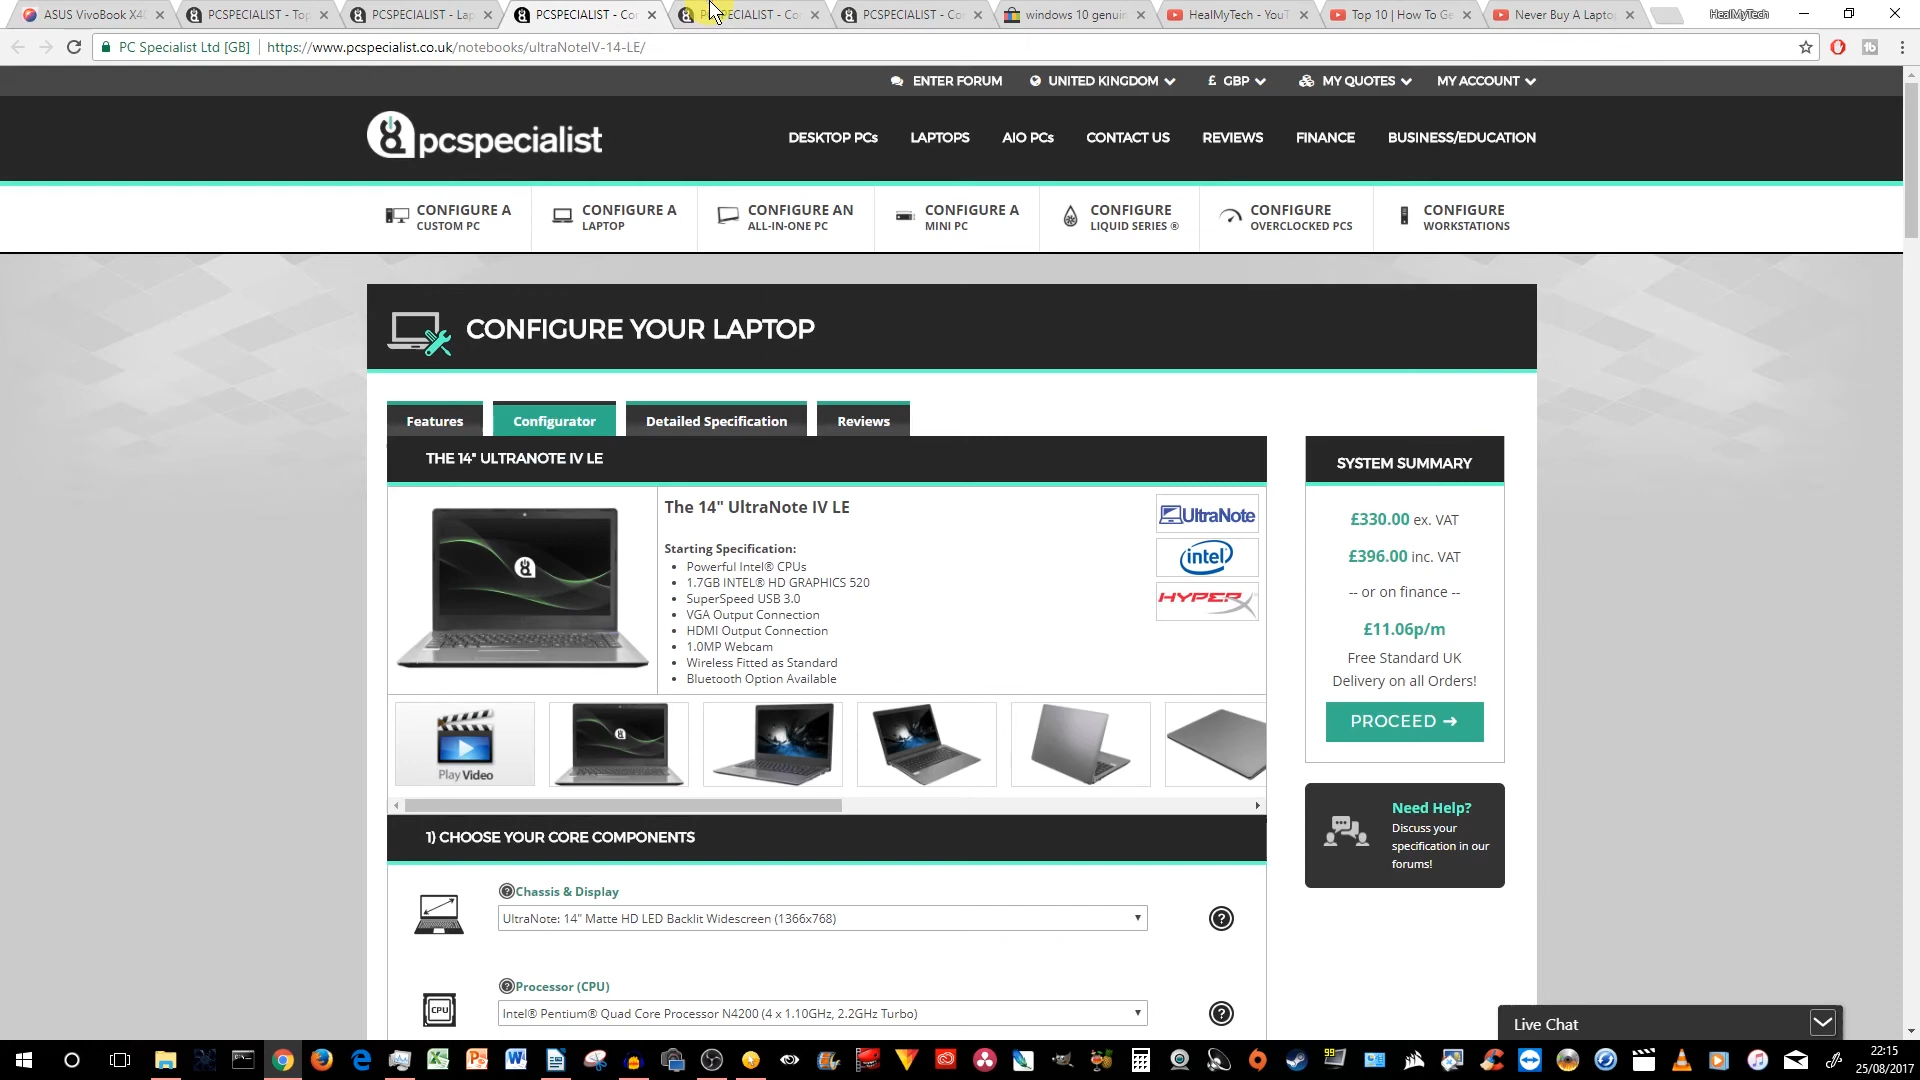 ASUS VivoBook X4
PCSPECIALIST - Top
PCSPECIALIST - Lap
PCSPECIALIST - Co
PCSPECIALIST - Co
windows 10 genui
HealMyTech - YouT
Top 10 | How To Ge
Never Buy A Lapto
HealMyTech
PC Specialist Ltd [GB]
https://www.pcspecialist.co.uk/notebooks/ultraNoteIV-14-LE/
ENTER FORUM
UNITED KINGDOM
£ GBP
MY QUOTES
MY ACCOUNT
pcspecialist
DESKTOP PCs
LAPTOPS
AIO PCs
CONTACT US
REVIEWS
FINANCE
BUSINESS/EDUCATION
CONFIGURE A
CUSTOM PC
CONFIGURE A
LAPTOP
CONFIGURE AN
ALL-IN-ONE PC
CONFIGURE A
MINI PC
CONFIGURE
LIQUID SERIES ®
CONFIGURE
OVERCLOCKED PCS
CONFIGURE
WORKSTATIONS
CONFIGURE YOUR LAPTOP
Features
Configurator
Detailed Specification
Reviews
THE 14" ULTRANOTE IV LE
The 14" UltraNote IV LE
Starting Specification:
• Powerful Intel® CPUs
• 1.7GB INTEL® HD GRAPHICS 520
• SuperSpeed USB 3.0
• VGA Output Connection
• HDMI Output Connection
• 1.0MP Webcam
• Wireless Fitted as Standard
• Bluetooth Option Available
UltraNote
intel
HYPERX
Play Video
SYSTEM SUMMARY
£330.00 ex. VAT
£396.00 inc. VAT
-- or on finance --
£11.06p/m
Free Standard UK
Delivery on all Orders!
PROCEED →
Need Help?
Discuss your
specification in our
forums!
1) CHOOSE YOUR CORE COMPONENTS
Chassis & Display
UltraNote: 14" Matte HD LED Backlit Widescreen (1366x768)
CPU
Processor (CPU)
Intel® Pentium® Quad Core Processor N4200 (4 x 1.10GHz, 2.2GHz Turbo)
Live Chat
99
22:15
25/08/2017